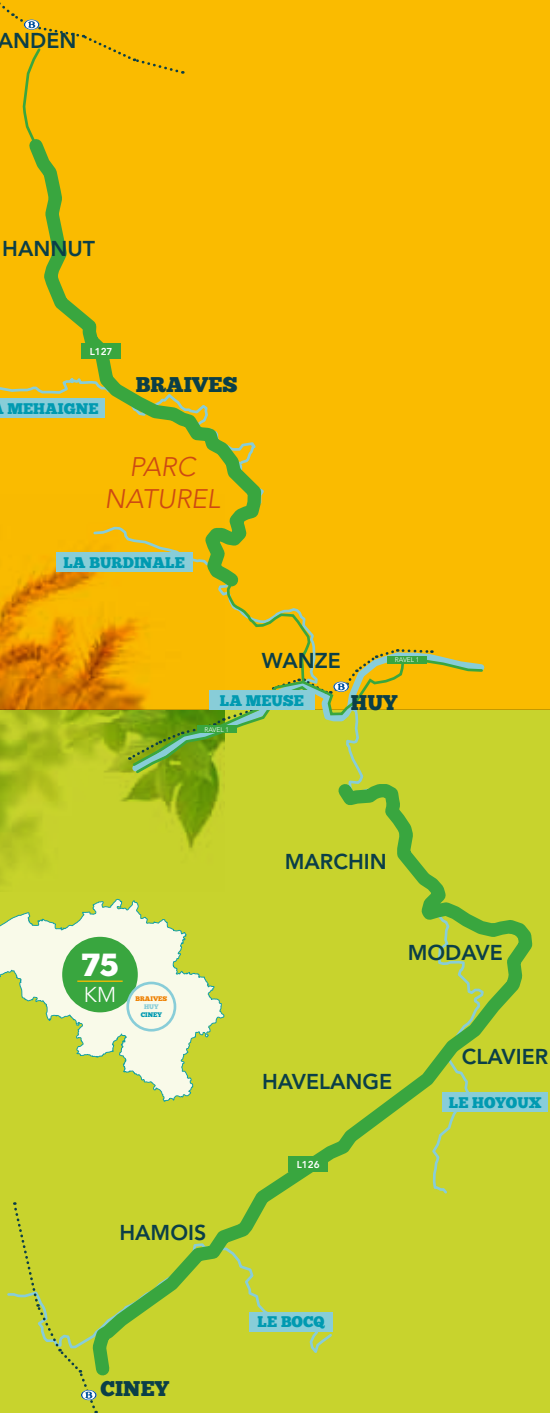 B
ANDEN
HANNUT
L127
BRAIVES
A MEHAIGNE
PARC
NATUREL
LA BURDINALE
WANZE
RAVEL 1
B
LA MEUSE
HUY
RAVEL 1
MARCHIN
MODAVE
75
KM
BRAIVES
HUY
CINEY
CLAVIER
HAVELANGE
LE HOYOUX
L126
HAMOIS
LE BOCQ
B
CINEY